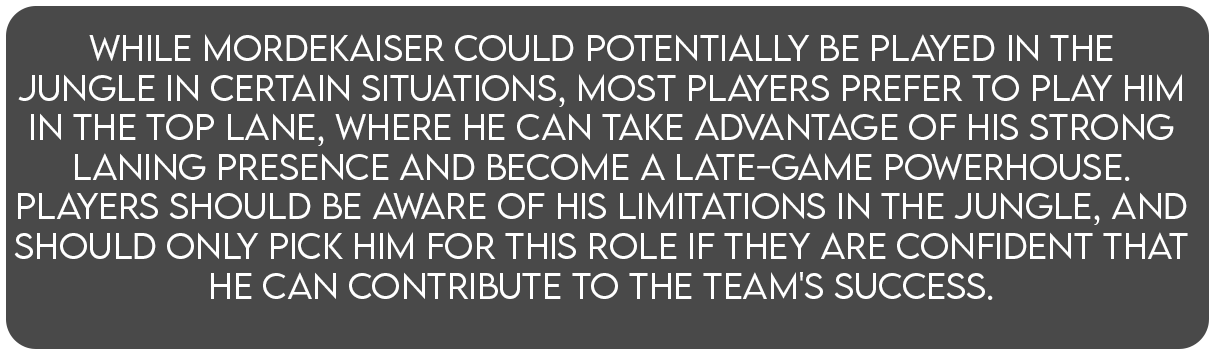 WHILE MORDEKAISER COULD POTENTIALLY BE PLAYED IN THE
JUNGLE IN CERTAIN SITUATIONS, MOST PLAYERS PREFER TO PLAY HIM
IN THE TOP LANE, WHERE HE CAN TAKE ADVANTAGE OF HIS STRONG
LANING PRESENCE AND BECOME A LATE-GAME POWERHOUSE.
PLAYERS SHOULD BE AWARE OF HIS LIMITATIONS IN THE JUNGLE, AND
SHOULD ONLY PICK HIM FOR THIS ROLE IF THEY ARE CONFIDENT THAT
HE CAN CONTRIBUTE TO THE TEAM'S SUCCESS.